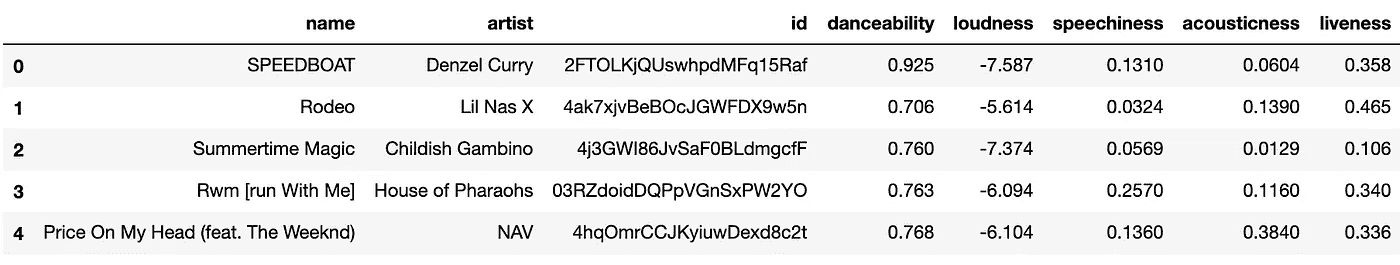 name artist id danceability loudness speechiness acousticness liveness
0 SPEEDBOAT Denzel Curry 2FTOLKjQUswhpdMFq15Raf 0.925 -7.587 0.1310 0.0604 0.358
1 Rodeo Lil Nas X 4ak7xjvBeBOcJGWFDX9w5n 0.706 -5.614 0.0324 0.1390 0.465
2 Summertime Magic Childish Gambino 4j3GWI86JvSaF0BLdmgcfF 0.760 -7.374 0.0569 0.0129 0.106
3 Rwm [run With Me] House of Pharaohs 03RZdoidDQPpVGnSxPW2YO 0.763 -6.094 0.2570 0.1160 0.340
4 Price On My Head (feat. The Weeknd) NAV 4hqOmrCCJKyiuwDexd8c2t 0.768 -6.104 0.1360 0.3840 0.336